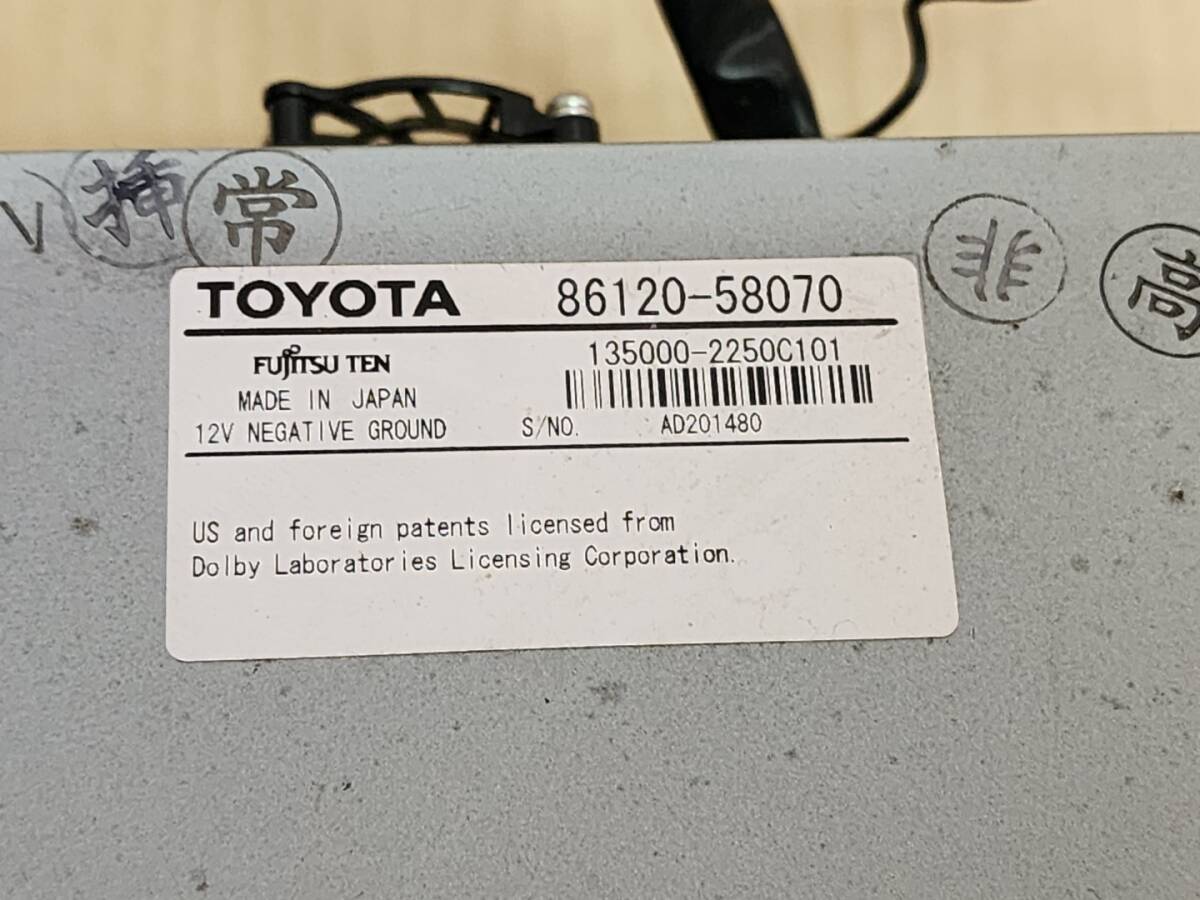 挿 常 非 高
TOYOTA 86120-58070
FUJITSU TEN
135000-2250C101
MADE IN JAPAN
12V NEGATIVE GROUND S/NO. AD201480
US and foreign patents licensed from
Dolby Laboratories Licensing Corporation.